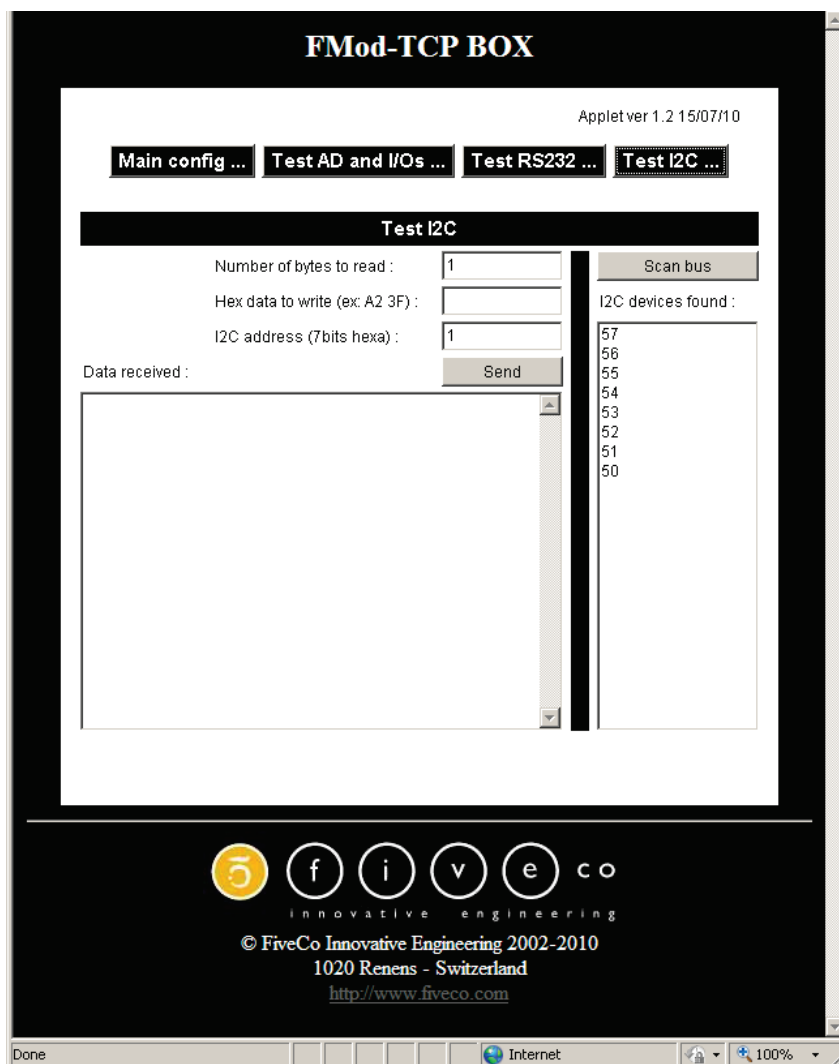 FMod-TCP BOX
Applet ver 1.2 15/07/10
Main config ... Test AD and I/Os ... Test RS232 ... Test I2C ...
Test I2C
Number of bytes to read : 1
Scan bus
Hex data to write (ex: A2 3F) :
I2C devices found :
I2C address (7bits hexa) : 1
Data received :
Send
57
56
55
54
53
52
51
50
5 f i v e c o
innovative engineering
© FiveCo Innovative Engineering 2002-2010
1020 Renens - Switzerland
http://www.fiveco.com
Done Internet 100%